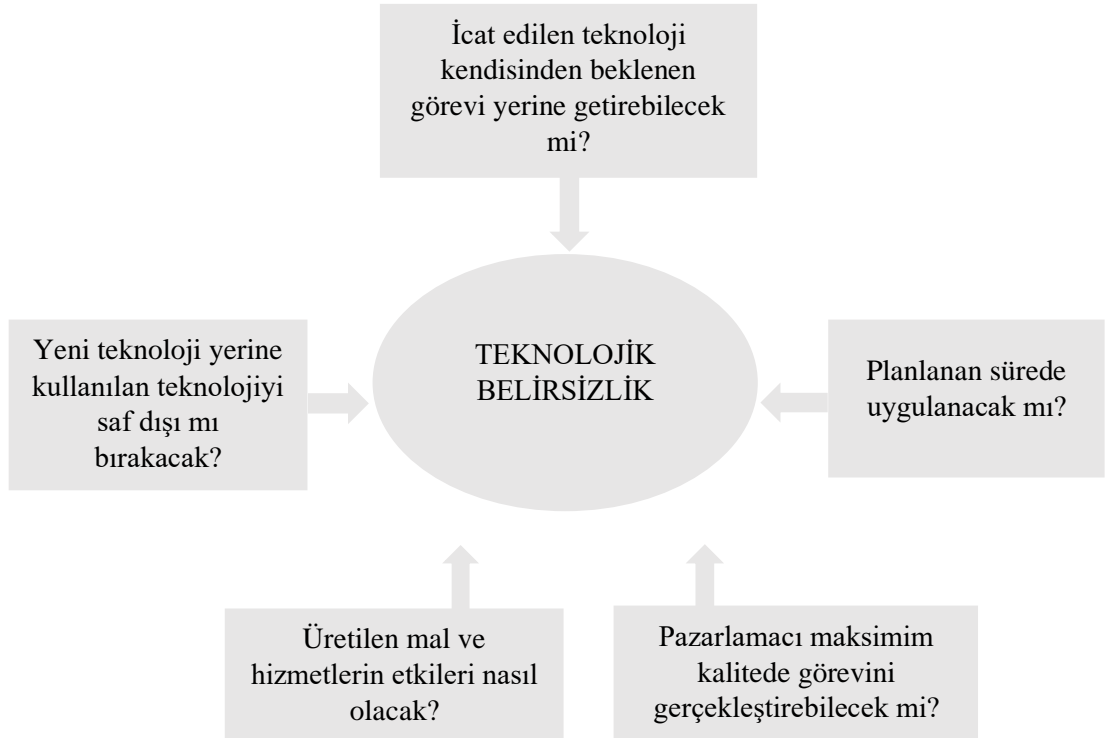 İcat edilen teknoloji
kendisinden beklenen
görevi yerine getirebilecek
mi?
Yeni teknoloji yerine
kullanılan teknolojiyi
saf dışı mı
bırakacak?
TEKNOLOJİK
BELİRSİZLİK
Planlanan sürede
uygulanacak mı?
Üretilen mal ve
hizmetlerin etkileri nasıl
olacak?
Pazarlamacı maksimim
kalitede görevini
gerçekleştirebilecek mi?